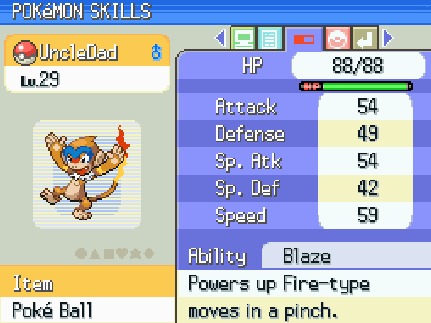 POKéMON SKILLS
UnclaDad ♂
Lv.29
HP 88/88
HP
Attack 54
Defense 49
Sp. Atk 54
Sp. Def 42
Speed 59
Ability Blaze
Item
Powers up Fire-type
Poké Ball
moves in a pinch.